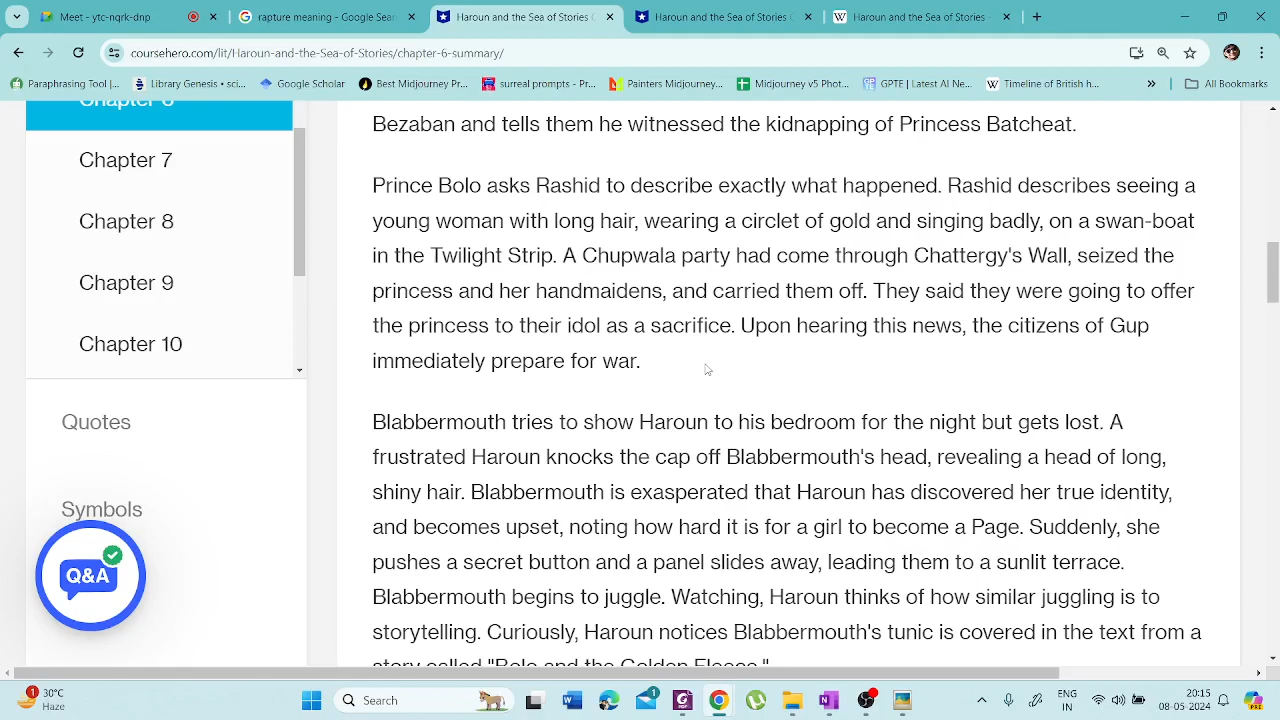 Meet – ytc-nqrk-dnp
rapture meaning - Google Search
Haroun and the Sea of Stories -
Haroun and the Sea of Stories C
Haroun and the Sea of Stories -
coursehero.com/lit/Haroun-and-the-Sea-of-Stories/chapter-6-summary/
Paraphrasing Tool |...
Library Genesis • sci...
Google Scholar
Best Midjourney Pr...
surreal prompts - Pr...
Painters Midjourney...
Midjourney v5 Phot...
GPTE | Latest AI Ne...
Timeline of British h...
»
All Bookmarks
Chapter 6
Chapter 7
Chapter 8
Chapter 9
Chapter 10
Quotes
Symbols
Q&A
Bezaban and tells them he witnessed the kidnapping of Princess Batcheat.
Prince Bolo asks Rashid to describe exactly what happened. Rashid describes seeing a
young woman with long hair, wearing a circlet of gold and singing badly, on a swan-boat
in the Twilight Strip. A Chupwala party had come through Chattergy's Wall, seized the
princess and her handmaidens, and carried them off. They said they were going to offer
the princess to their idol as a sacrifice. Upon hearing this news, the citizens of Gup
immediately prepare for war.
Blabbermouth tries to show Haroun to his bedroom for the night but gets lost. A
frustrated Haroun knocks the cap off Blabbermouth's head, revealing a head of long,
shiny hair. Blabbermouth is exasperated that Haroun has discovered her true identity,
and becomes upset, noting how hard it is for a girl to become a Page. Suddenly, she
pushes a secret button and a panel slides away, leading them to a sunlit terrace.
Blabbermouth begins to juggle. Watching, Haroun thinks of how similar juggling is to
storytelling. Curiously, Haroun notices Blabbermouth's tunic is covered in the text from a
story called "Bolo and the Golden Fleece."
1
30°C
Haze
Search
1
ENG
IN
20:15
08-05-2024